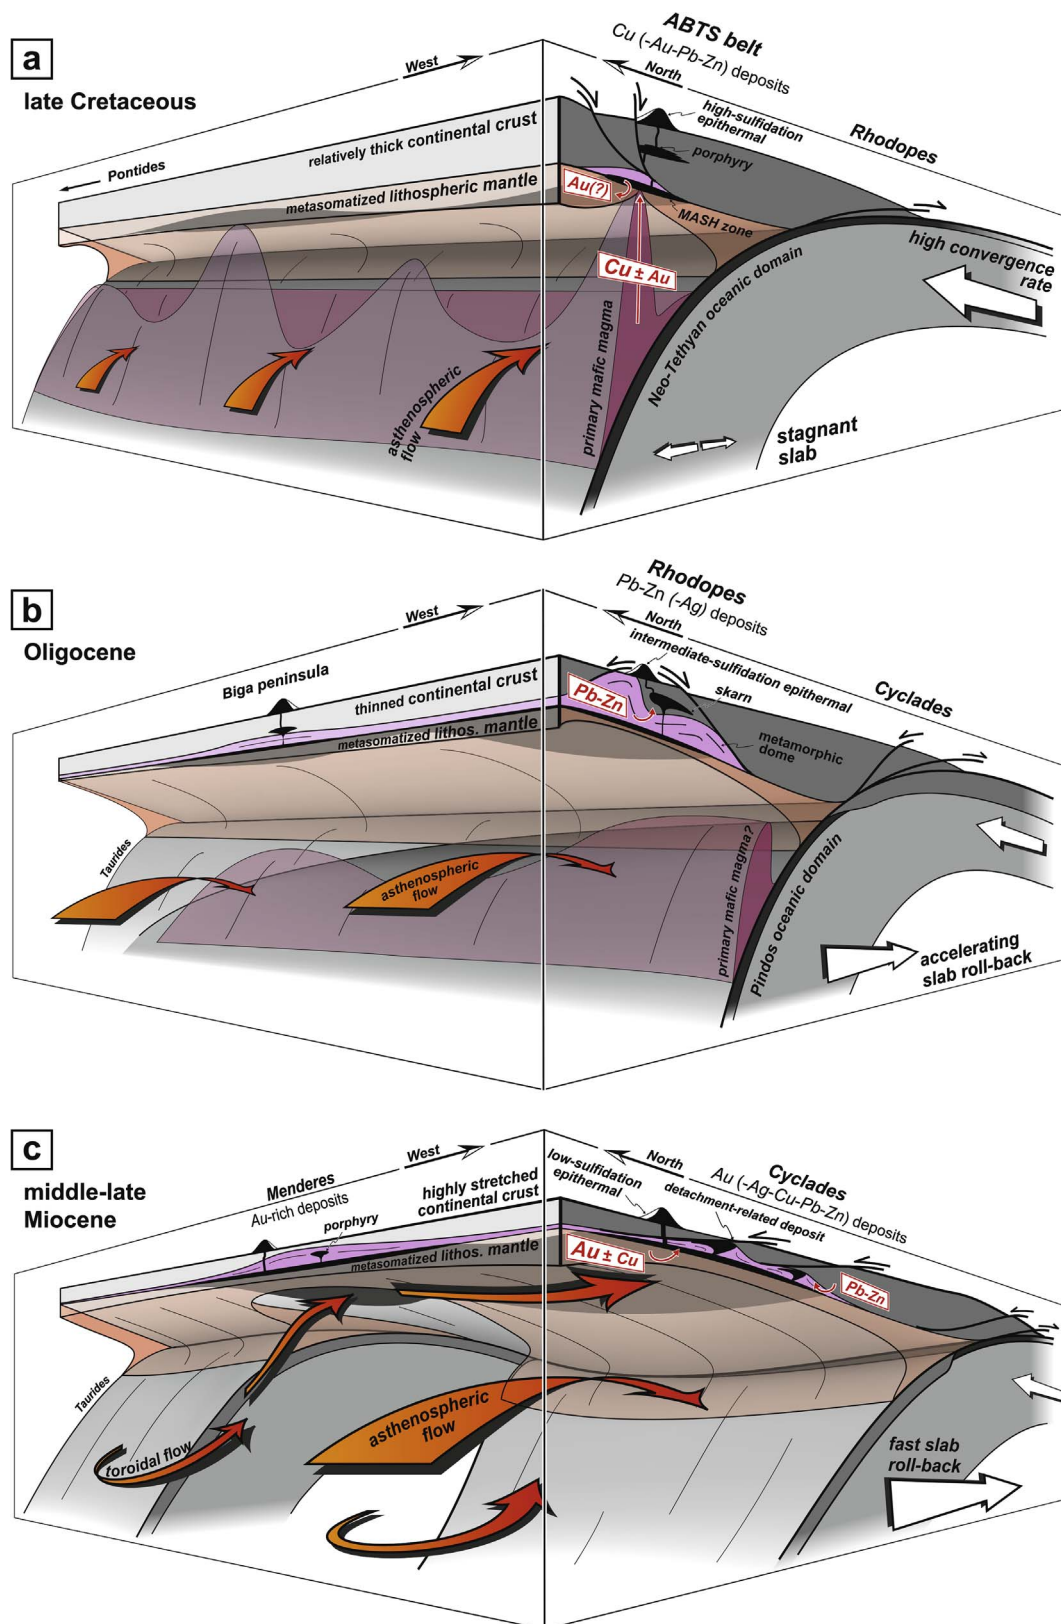 a
late Cretaceous
West
ABTS belt
Cu (-Au-Pb-Zn) deposits
North
high-sulfidation
epithermal
Rhodopes
porphyry
Pontides
relatively thick continental crust
metasomatized lithospheric mantle
Au(?)
MASH zone
Cu ± Au
high convergence
rate
Neo-Tethyan oceanic domain
primary mafic magma
asthenospheric
flow
stagnant
slab
b
Oligocene
West
Rhodopes
Pb-Zn (-Ag) deposits
North
intermediate-sulfidation epithermal
skarn
Cyclades
Biga peninsula
thinned continental crust
Pb-Zn
metasomatized lithos. mantle
metamorphic
dome
Taurides
asthenospheric
flow
primary mafic magma?
Pindos oceanic domain
accelerating
slab roll-back
c
middle-late
Miocene
West
North
Cyclades
Au (-Ag-Cu-Pb-Zn) deposits
low-sulfidation
epithermal
detachment-related deposit
Menderes
Au-rich deposits
porphyry
highly stretched
continental crust
metasomatized lithos. mantle
Au ± Cu
Pb-Zn
Taurides
toroidal flow
asthenospheric
flow
fast slab
roll-back